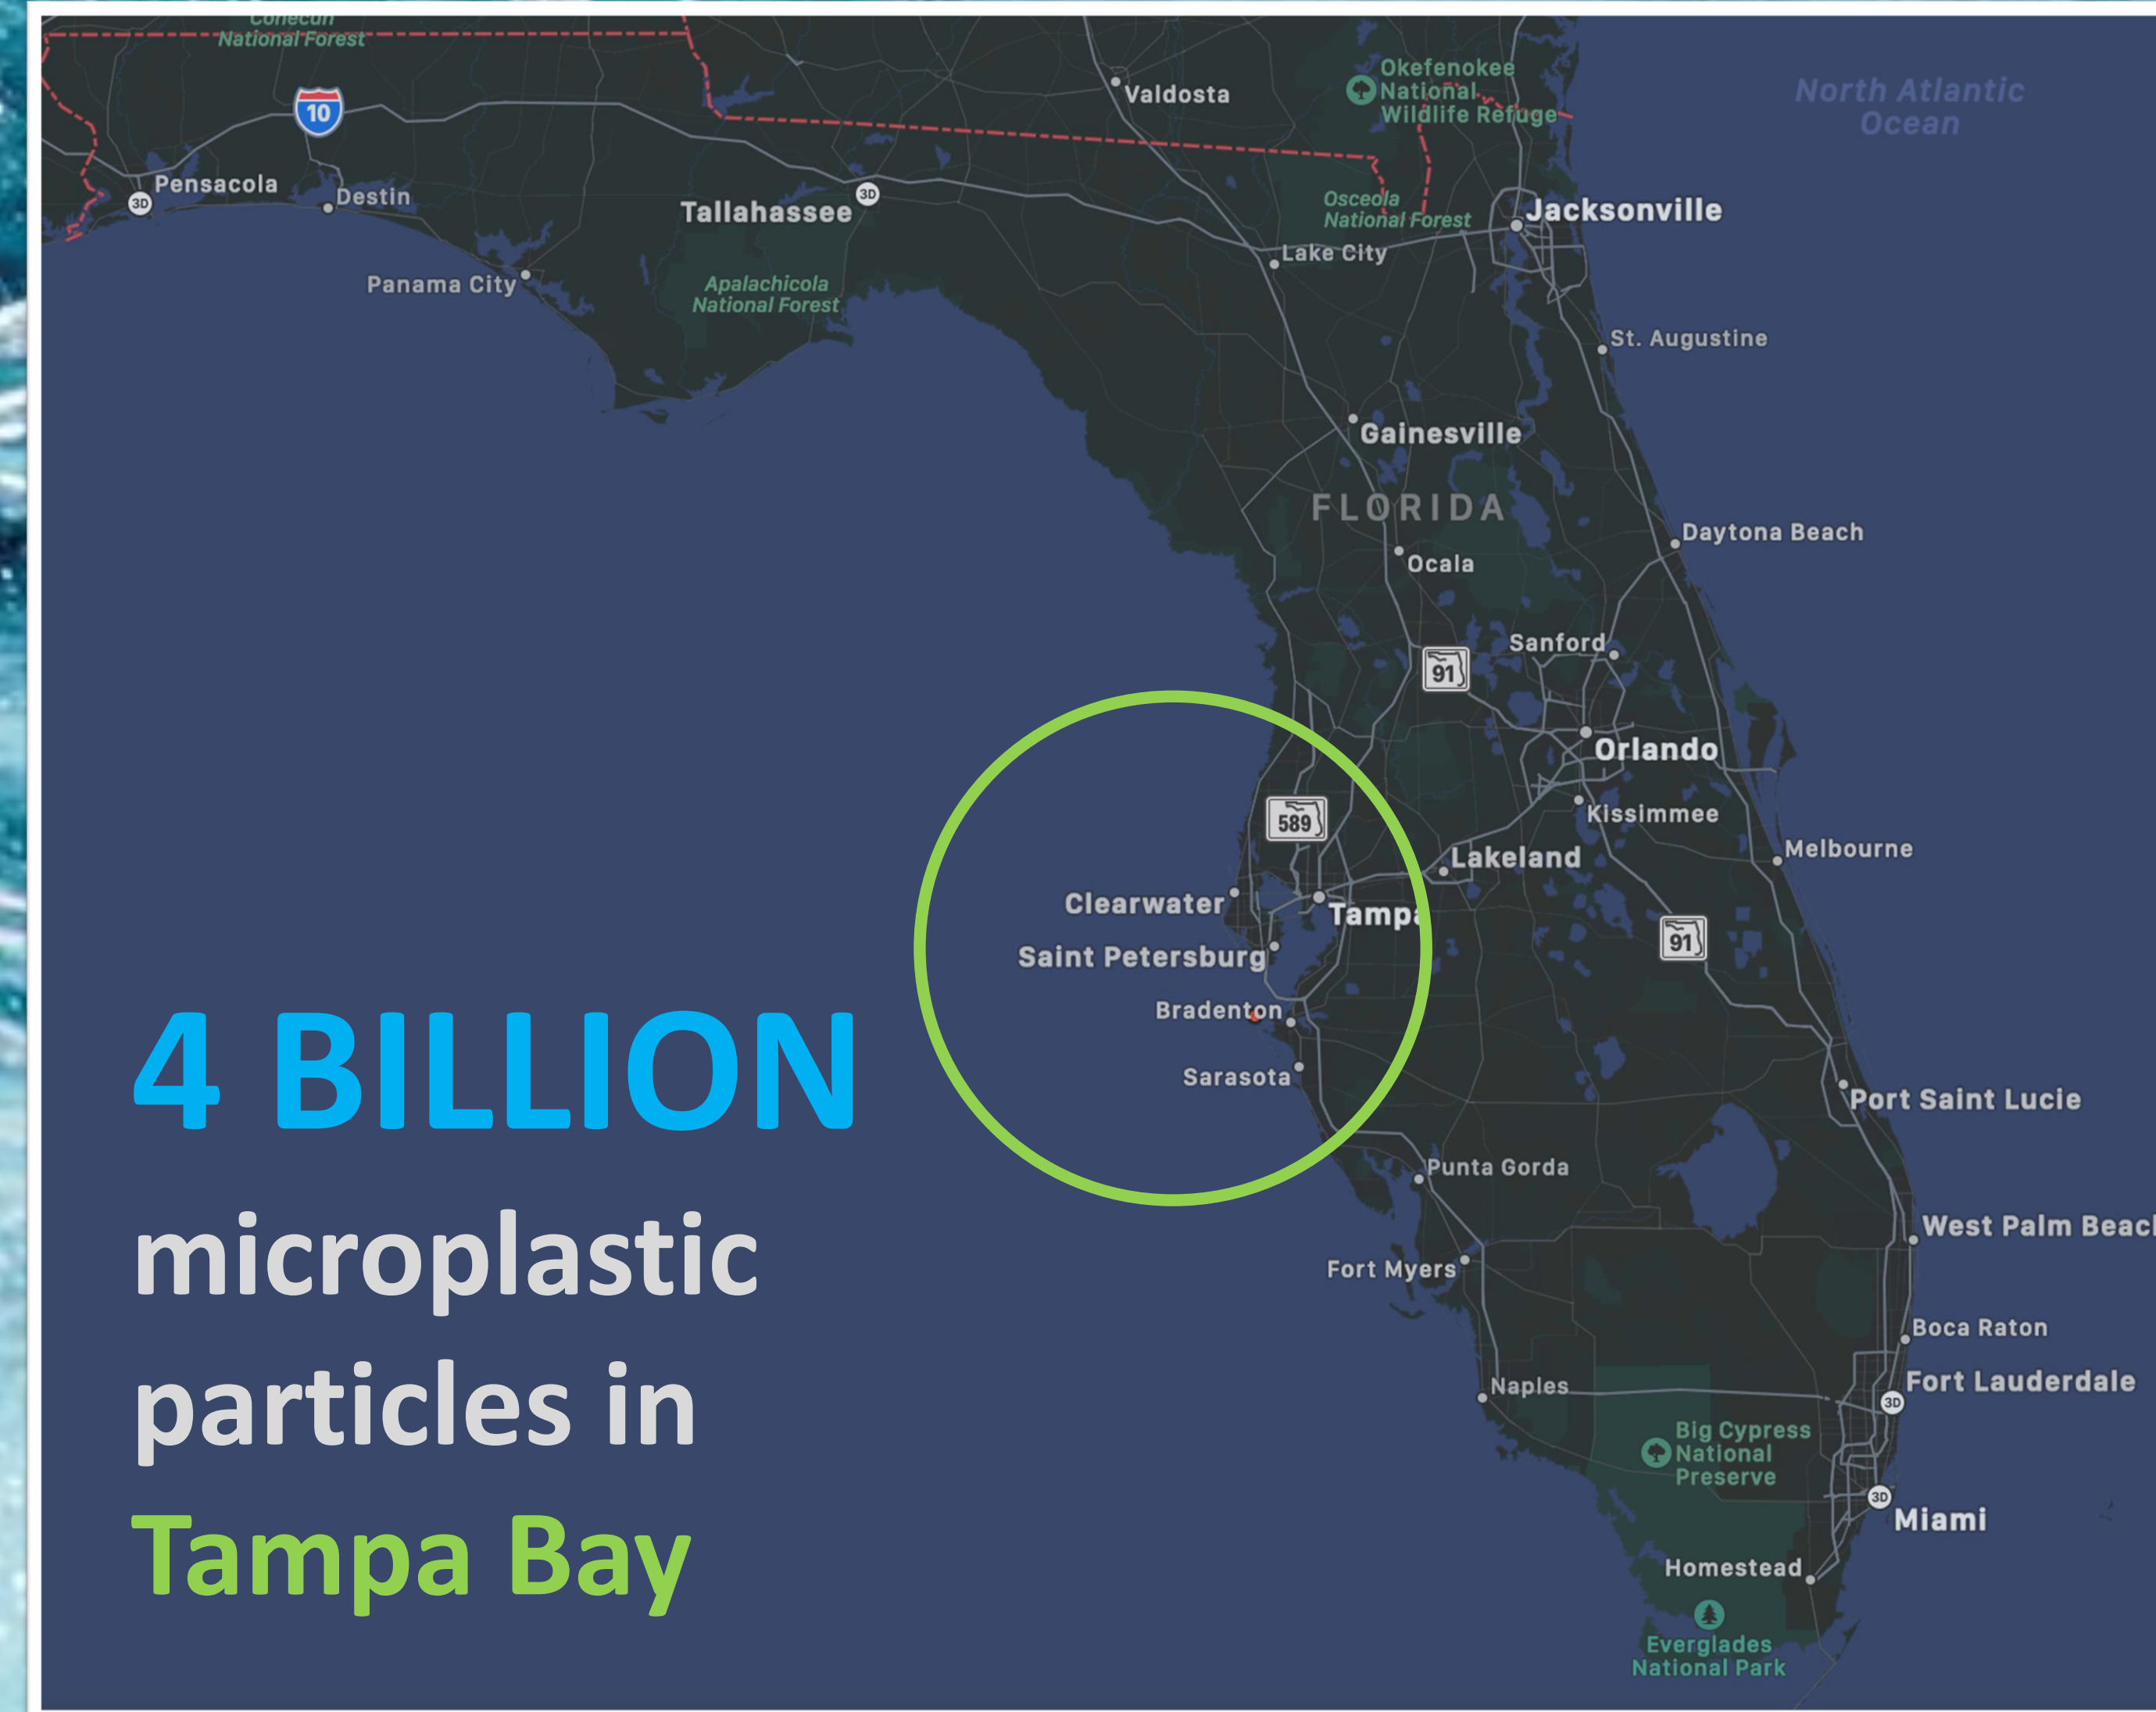 Conecuh
National Forest
10
Valdosta
Okefenokee
National
Wildlife Refuge
North Atlantic
Ocean
Pensacola
3D
Destin
Tallahassee
3D
Osceola
National Forest
Jacksonville
Lake City
Panama City
Apalachicola
National Forest
St. Augustine
Gainesville
FLORIDA
Daytona Beach
Ocala
Sanford
91
Orlando
589
Kissimmee
Melbourne
Lakeland
Clearwater
Tampa
91
Saint Petersburg
Bradenton
Sarasota
Port Saint Lucie
Punta Gorda
West Palm Beach
Fort Myers
Boca Raton
Naples
Fort Lauderdale
3D
Big Cypress
National
Preserve
3D
Miami
Homestead
Everglades
National Park
4 BILLION
microplastic
particles in
Tampa Bay